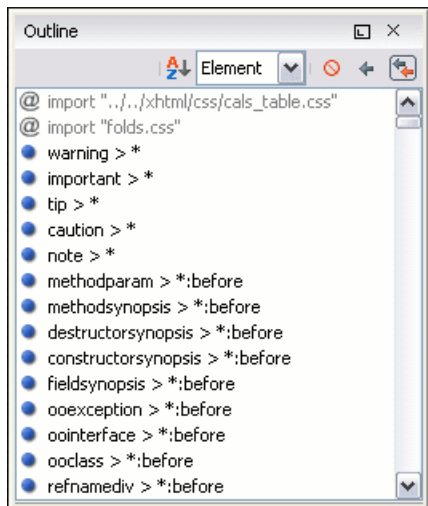 Outline
A Z Element
@ import "../../xhtml/css/cals_table.css"
@ import "folds.css"
warning > *
important > *
tip > *
caution > *
note > *
methodparam > *:before
methodsynopsis > *:before
destructorsynopsis > *:before
constructorsynopsis > *:before
fieldsynopsis > *:before
ooexception > *:before
oointerface > *:before
ooclass > *:before
refnamediv > *:before